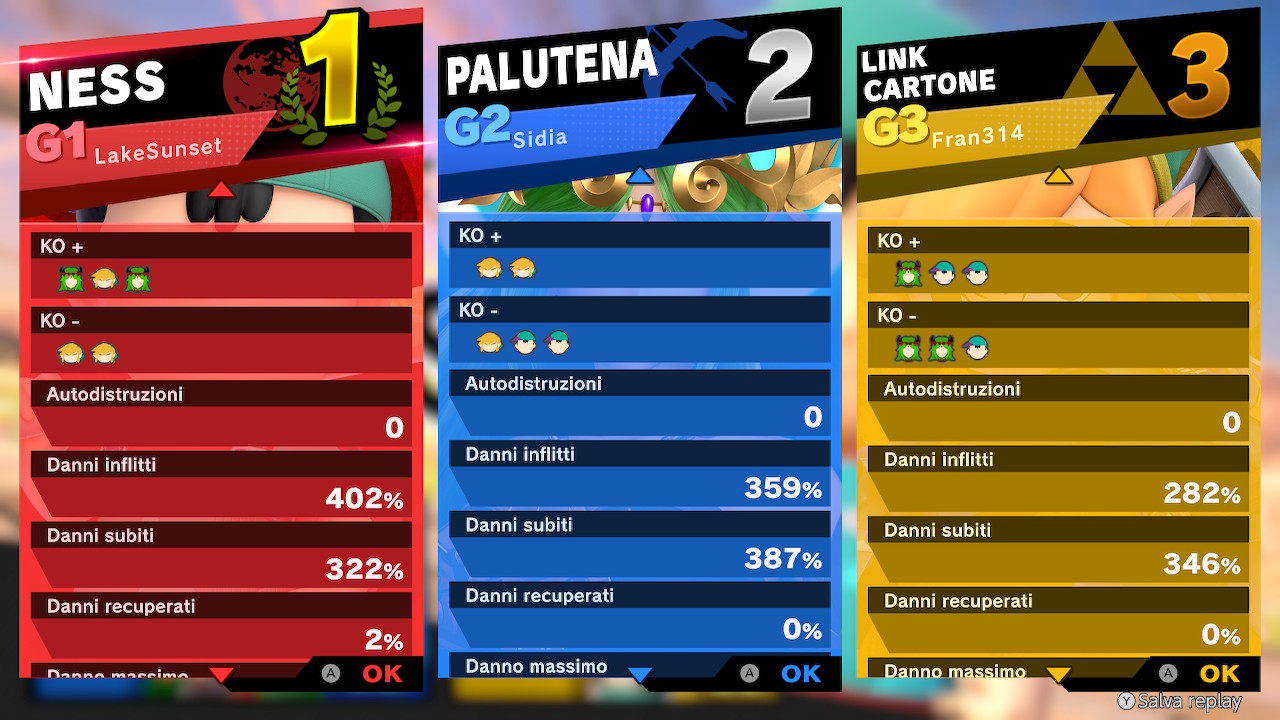 NESS
1
G1 LakeSunset
KO +
KO -
Autodistruzioni
0
Danni inflitti
402%
Danni subiti
322%
Danni recuperati
2%
Danno massimo
A OK
PALUTENA
2
G2 Sidia
KO +
KO -
Autodistruzioni
0
Danni inflitti
359%
Danni subiti
387%
Danni recuperati
0%
Danno massimo
A OK
LINK
CARTONE
3
G3 Fran314
KO +
KO -
Autodistruzioni
0
Danni inflitti
282%
Danni subiti
346%
Danni recuperati
0%
Danno massimo
A OK
Y Salva replay